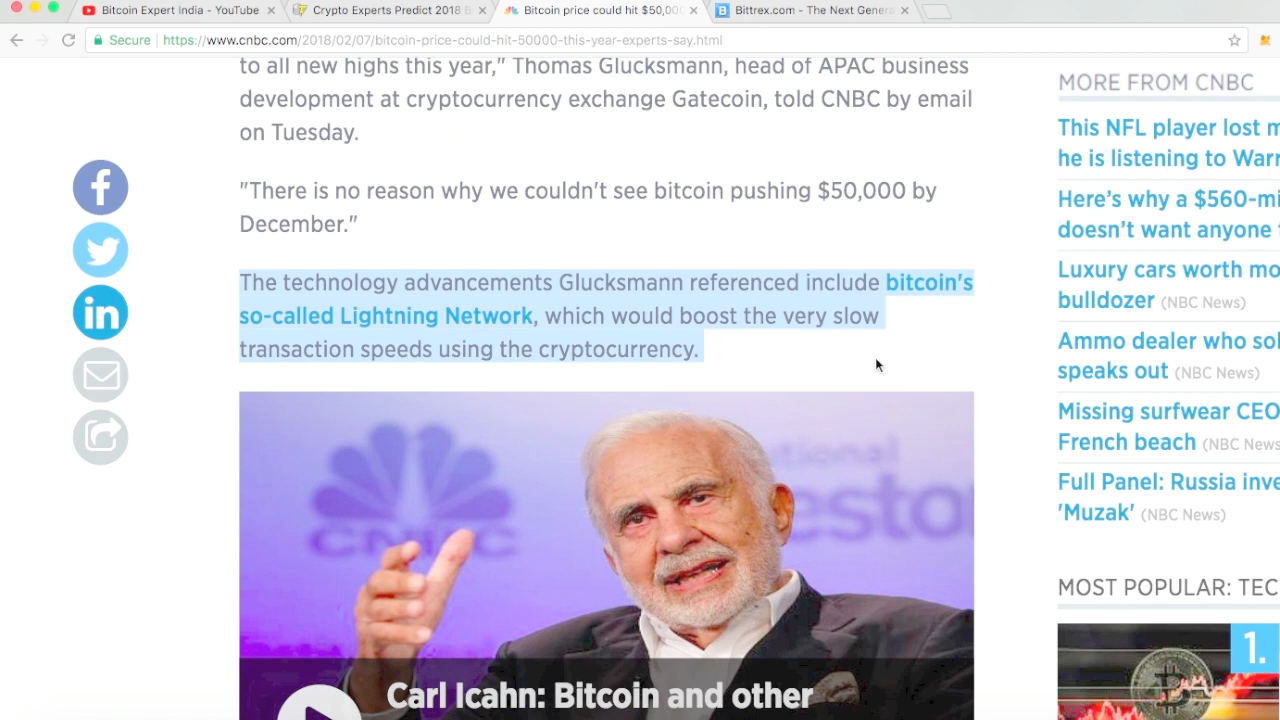 Bitcoin Expert India - YouTube
Crypto Experts Predict 2018 B
Bitcoin price could hit $50,000
Bittrex.com - The Next Genera
Secure
https://www.cnbc.com/2018/02/07/bitcoin-price-could-hit-50000-this-year-experts-say.html
to all new highs this year," Thomas Glucksmann, head of APAC business
development at cryptocurrency exchange Gatecoin, told CNBC by email
on Tuesday.
"There is no reason why we couldn't see bitcoin pushing $50,000 by
December."
The technology advancements Glucksmann referenced include bitcoin's
so-called Lightning Network, which would boost the very slow
transaction speeds using the cryptocurrency.
CNBC
Carl Icahn: Bitcoin and other
MORE FROM CNBC
This NFL player lost m
he is listening to Warr
Here's why a $560-mi
doesn't want anyone t
Luxury cars worth mo
bulldozer (NBC News)
Ammo dealer who sol
speaks out (NBC News)
Missing surfwear CEO
French beach (NBC News
Full Panel: Russia inve
'Muzak' (NBC News)
MOST POPULAR: TEC
1.